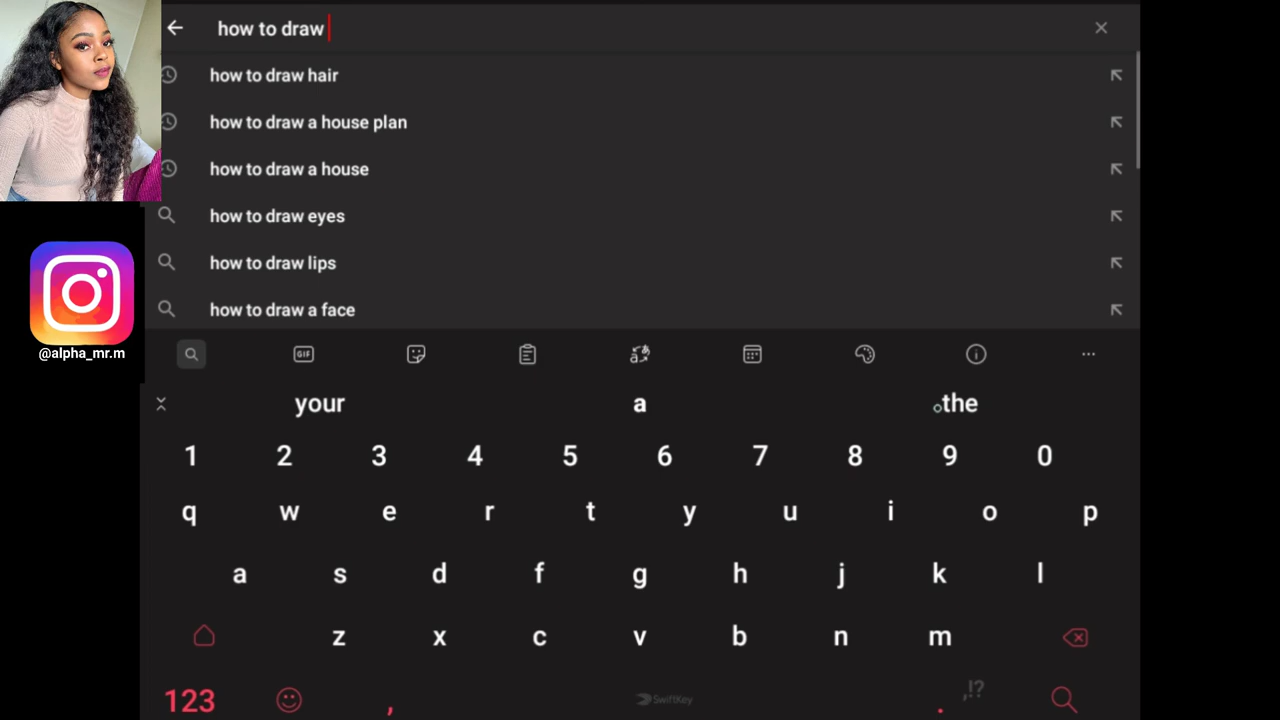 how to draw
how to draw hair
how to draw a house plan
how to draw a house
how to draw eyes
how to draw lips
how to draw a face
@alpha_mr.m
GIF
your a the
1 2 3 4 5 6 7 8 9 0
q w e r t y u i o p
a s d f g h j k l
z x c v b n m
,!?
123 , SwiftKey .